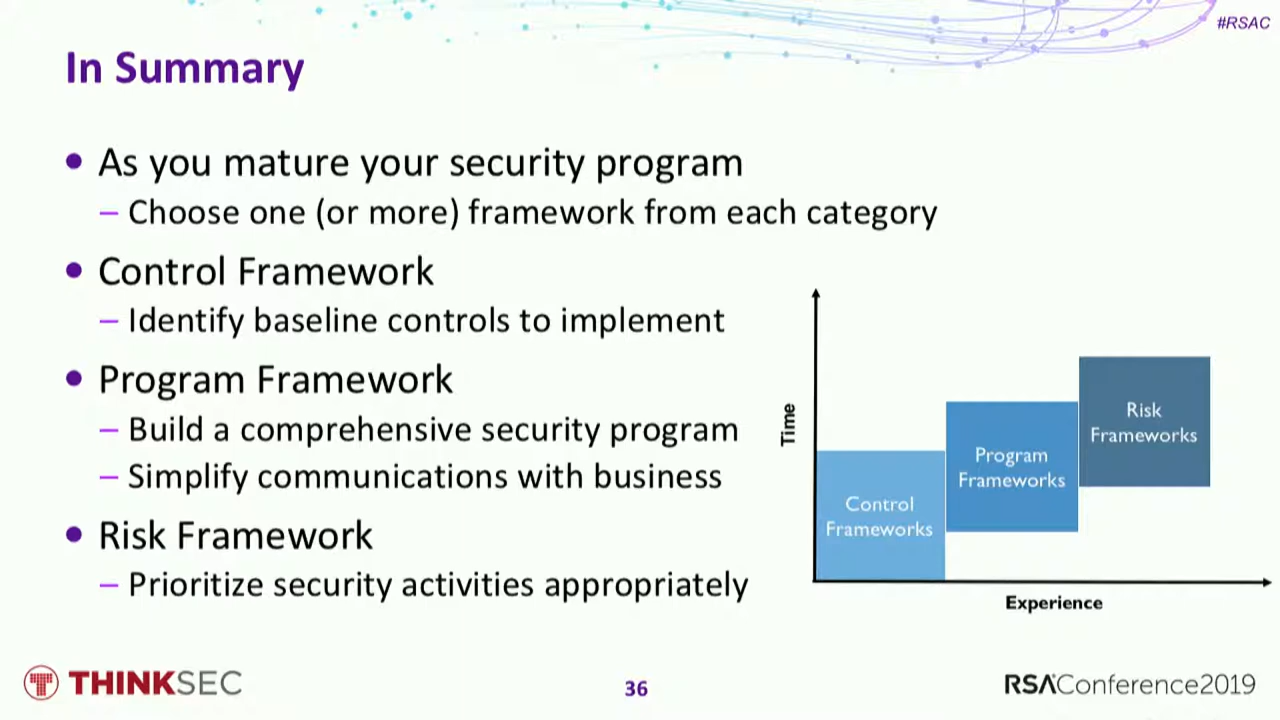 #RSAC
In Summary
• As you mature your security program
– Choose one (or more) framework from each category
• Control Framework
– Identify baseline controls to implement
• Program Framework
– Build a comprehensive security program
– Simplify communications with business
• Risk Framework
– Prioritize security activities appropriately
Time
Control
Frameworks
Program
Frameworks
Risk
Frameworks
Experience
THINKSEC
36
RSAConference2019